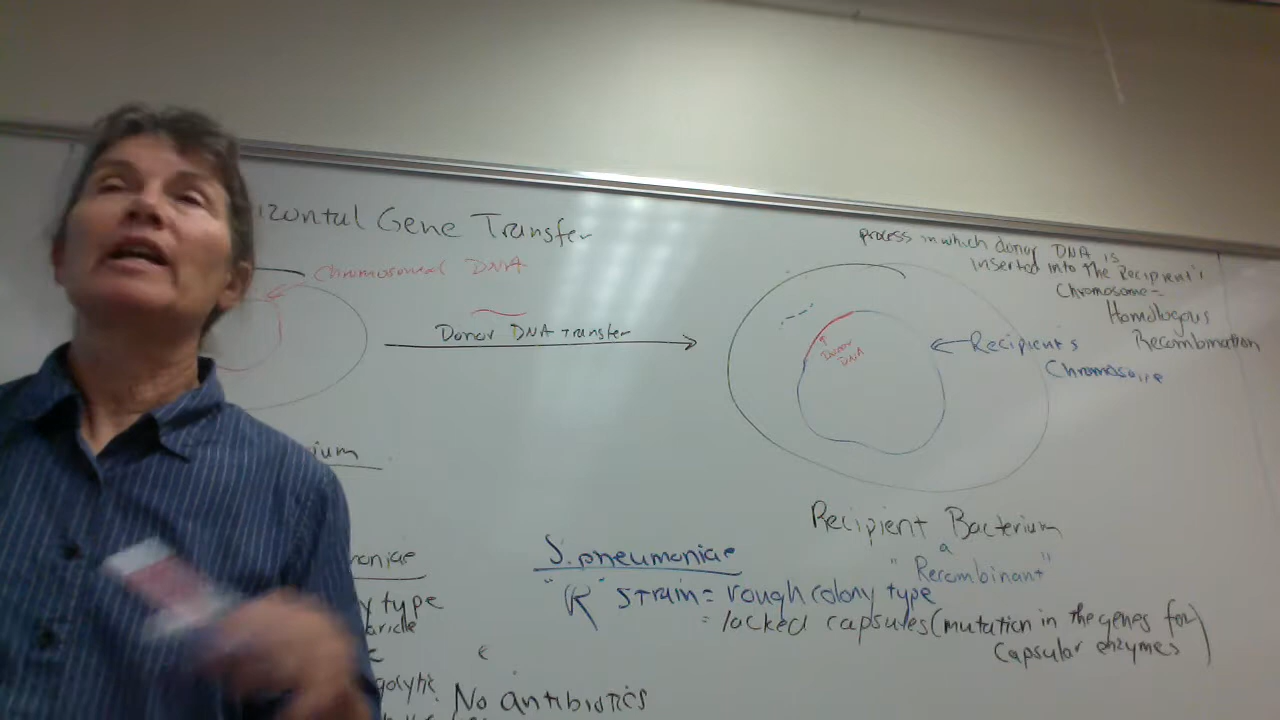 izontal Gene Transfer
process in which donor DNA is
inserted into the Recipient's
Chromosome =
Homologous
Recombination
Chromosomal DNA
Donor DNA transfer
Donor
DNA
Recipient's
Chromosome
ium
Recipient Bacterium
a
"Recombinant"
moniae
S. pneumoniae
y type
"R" strain = rough colony type
= lacked capsules (mutation in the genes for
capsular enzymes)
No antibiotics